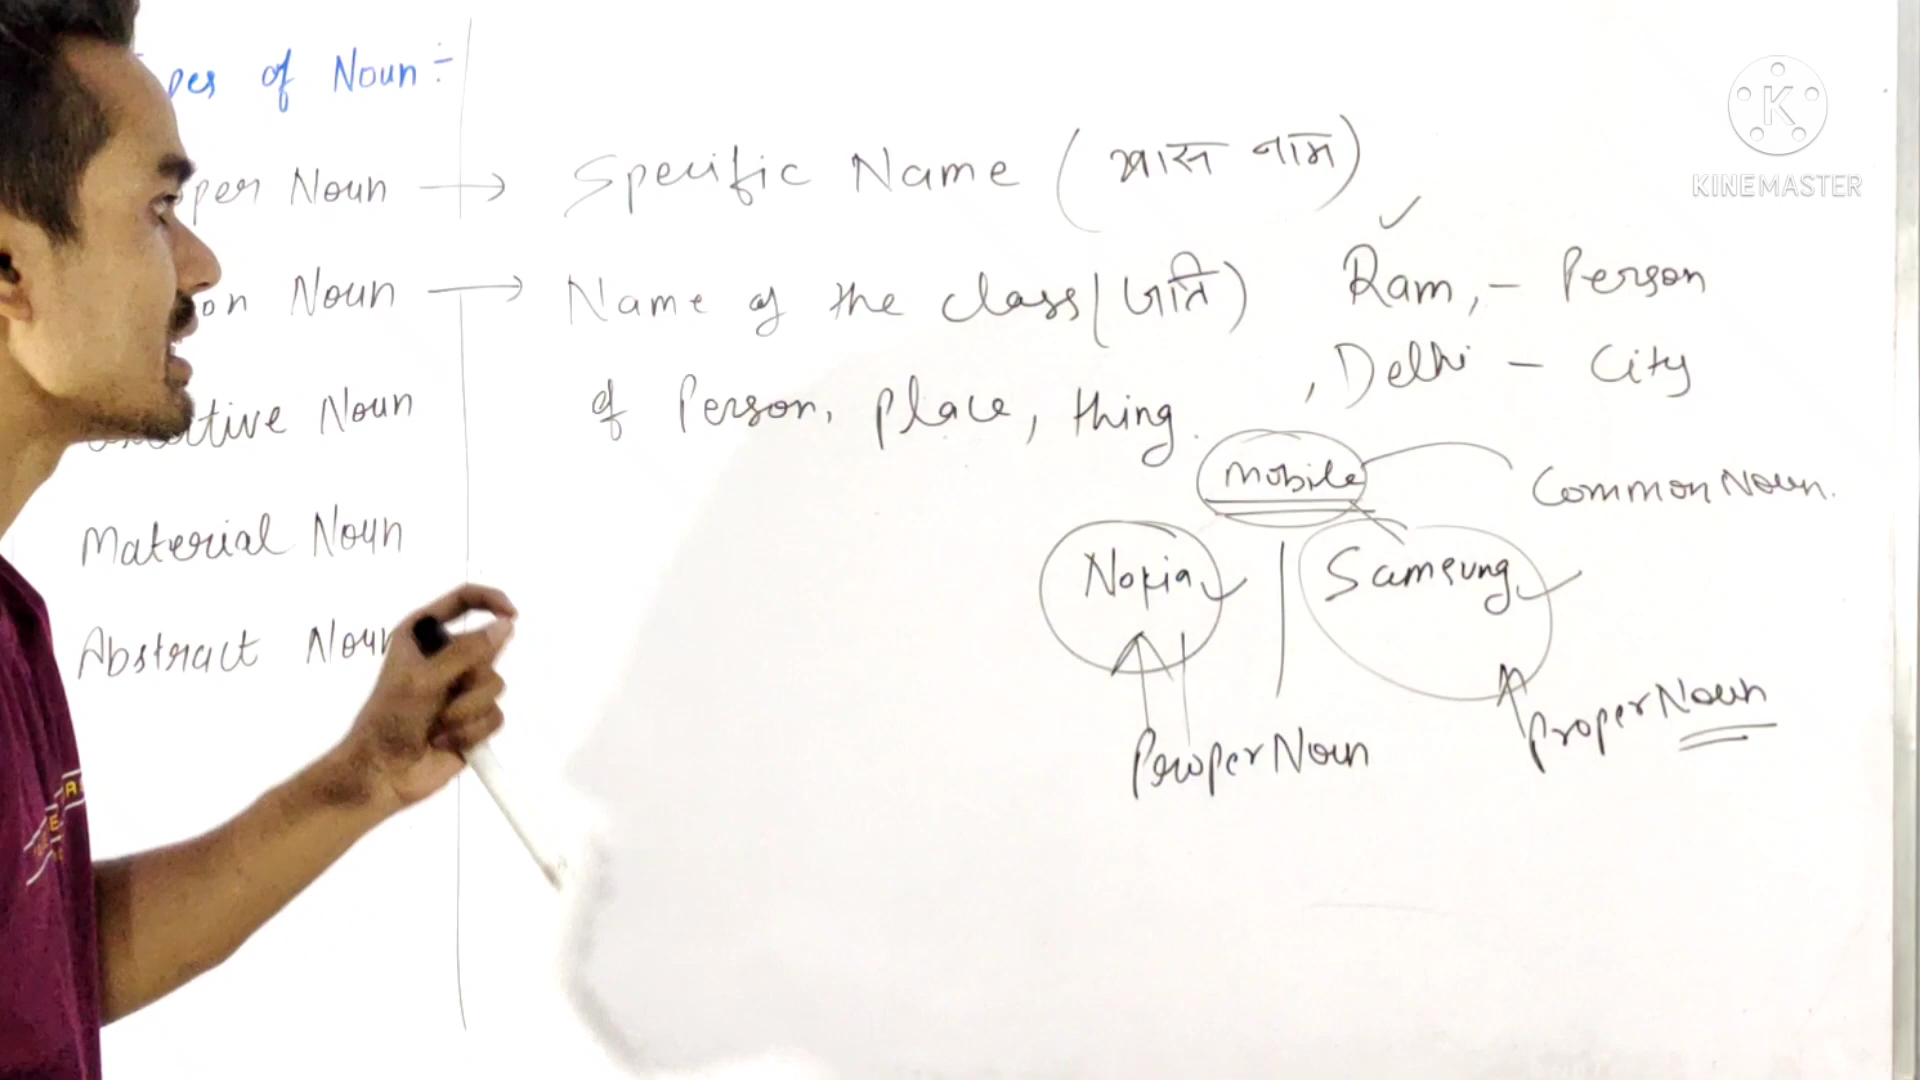 pes of Noun :-
per Noun → Specific Name ( खास नाम )
on Noun → Name of the class ( जाति )
of Person, place, thing.
Ram, - Person
, Delhi - City
mobile
Common Noun.
Nokia
Samsung
Proper Noun
Proper Noun
ctive Noun
Material Noun
Abstract Noun
K
KINEMASTER